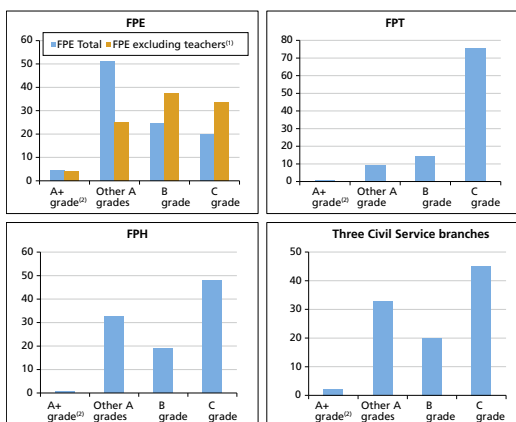 FPE
FPE Total FPE excluding teachers(1)
60
50
40
30
20
10
0
A+ Other A B C
grade(2) grades grade grade
FPT
80
70
60
50
40
30
20
10
0
A+ Other A B C
grade(2) grade grade grade
FPH
60
50
40
30
20
10
0
A+ Other A B C
grade(2) grades grade grade
Three Civil Service branches
50
40
30
20
10
0
A+ Other A B C
grade(2) grades grade grade